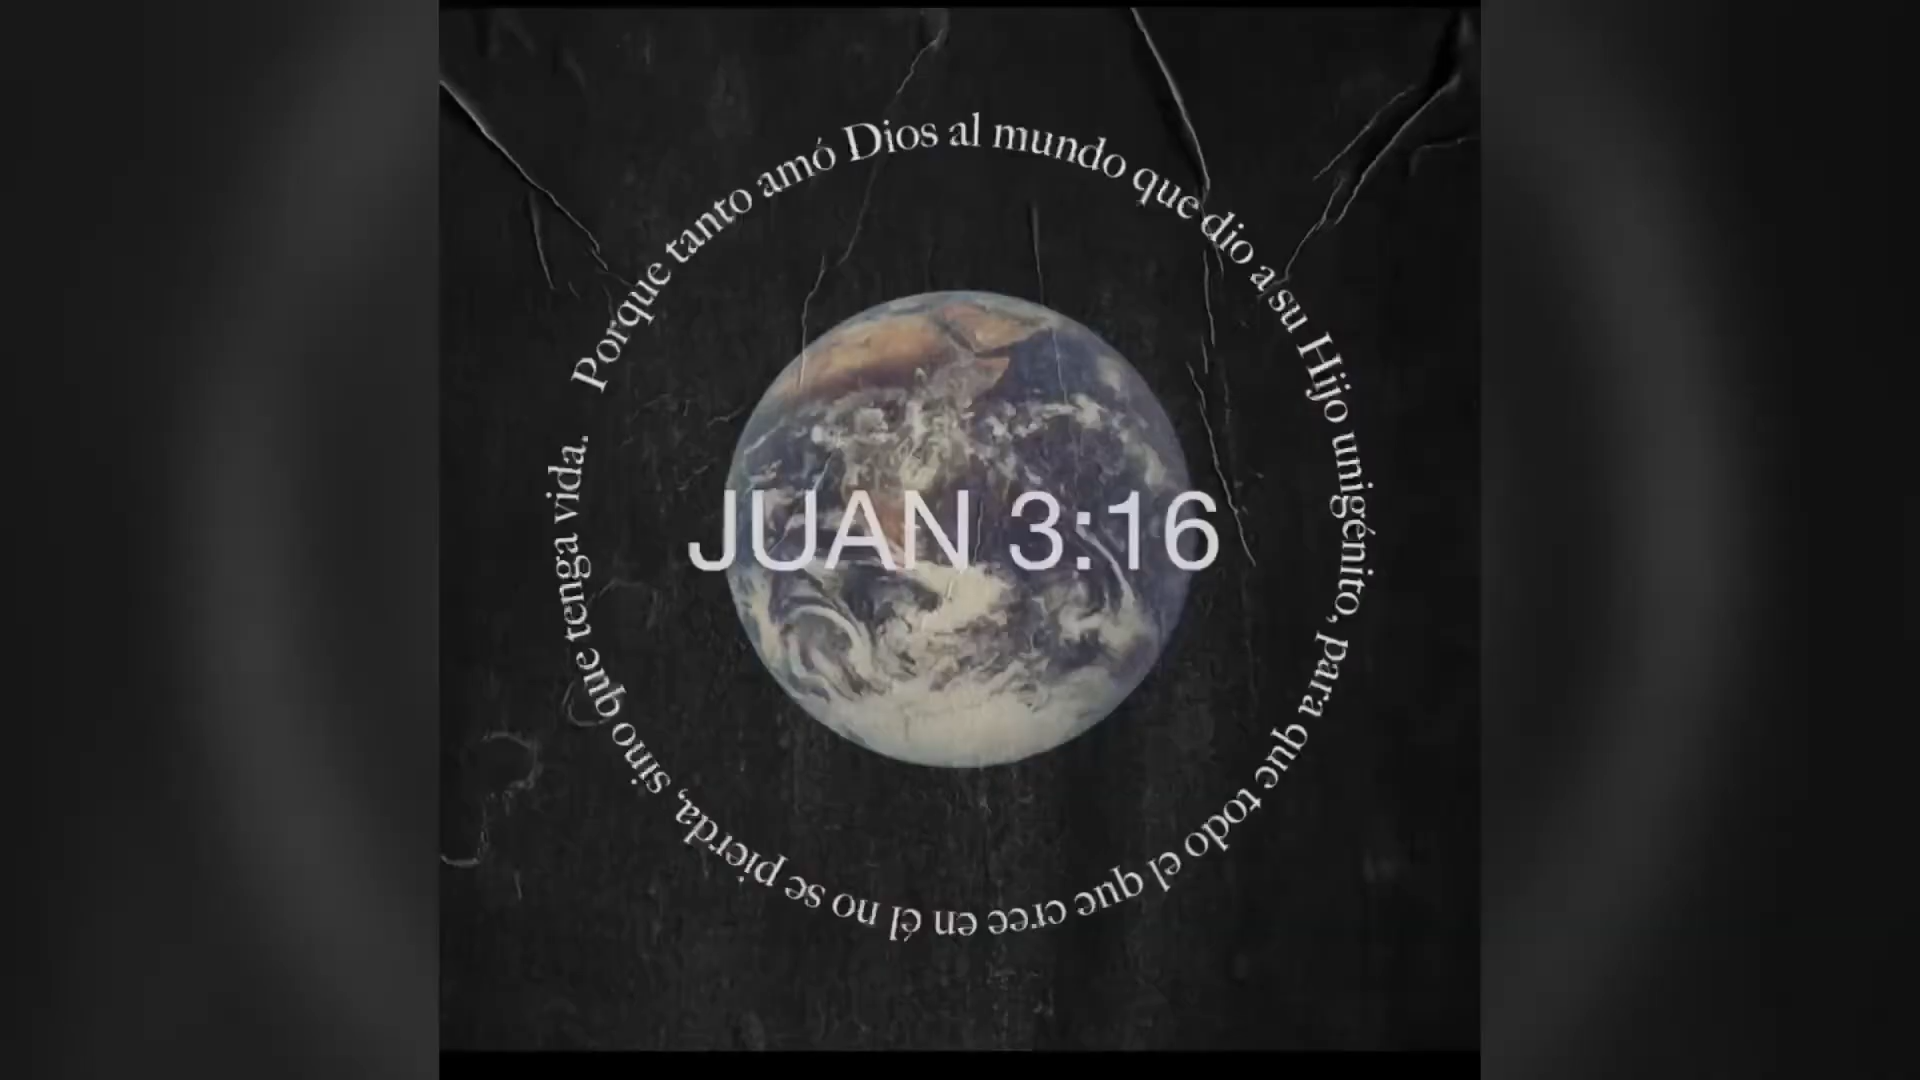 Porque tanto amó Dios al mundo que dio a su Hijo unigénito, para que todo el que cree en él no se pierda, sino que tenga vida.
JUAN 3:16